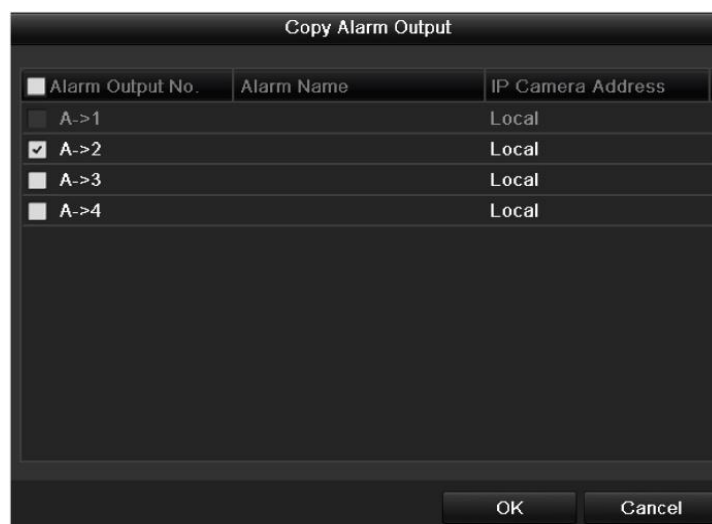 Copy Alarm Output
Alarm Output No. Alarm Name IP Camera Address
A->1 Local
A->2 Local
A->3 Local
A->4 Local
OK Cancel